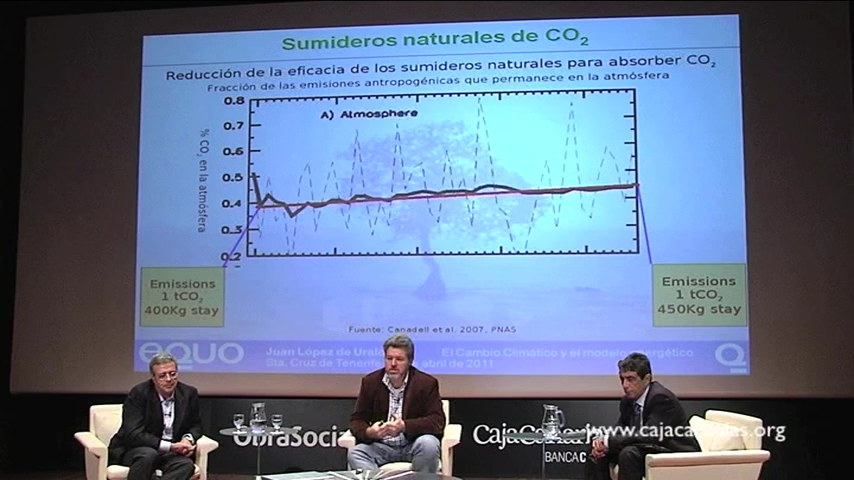 Sumideros naturales de CO2
Reducción de la eficacia de los sumideros naturales para absorber CO2
Fracción de las emisiones antropogénicas que permanece en la atmósfera
A) Atmosphere
0.8
0.7
0.6
0.5
0.4
0.3
0.2
% CO2 en la atmósfera
Emissions
1 tCO2
400Kg stay
Emissions
1 tCO2
450Kg stay
Fuente: Canadell et al. 2007, PNAS
eQUO
Juan López de Uralde El Cambio Climático y el modelo energético
Sta. Cruz de Tenerife de abril de 2011
Q
ObraSocial
CajaCanarias
BANCA
www.cajacanarias.org